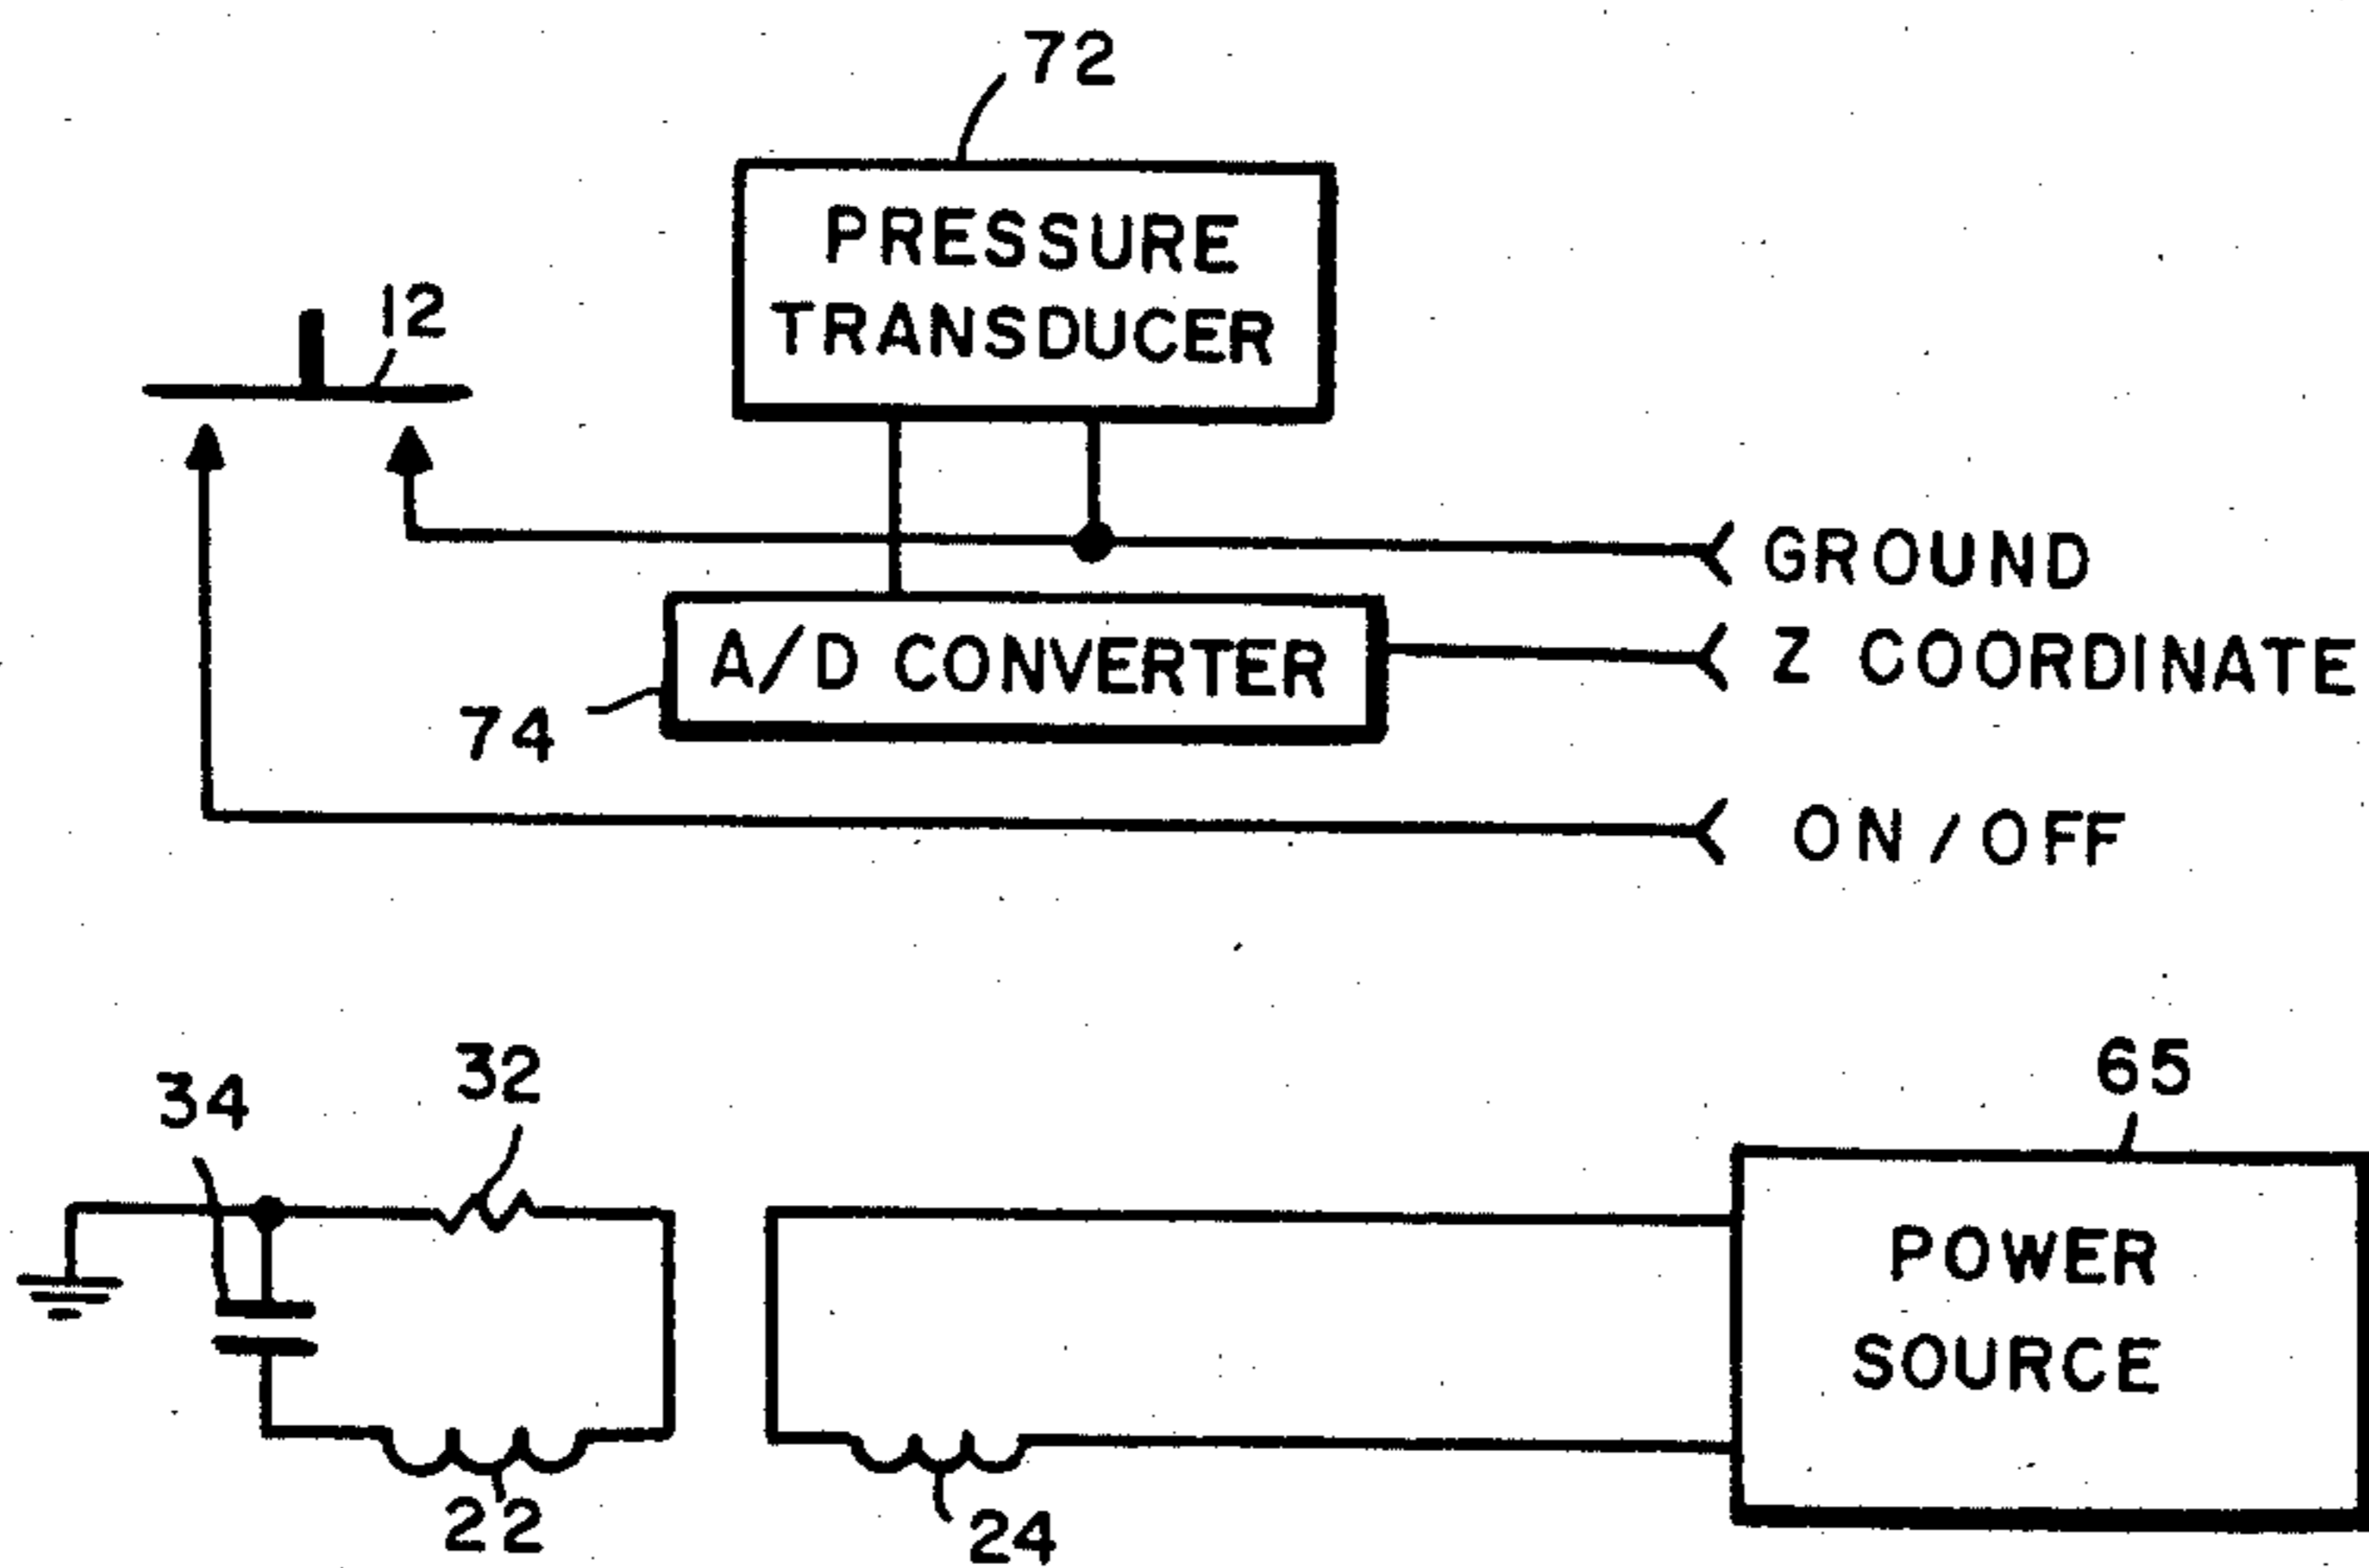 72
PRESSURE
TRANSDUCER
12
GROUND
A/D CONVERTER
Z COORDINATE
74
ON/OFF
34
32
65
POWER
SOURCE
22
24